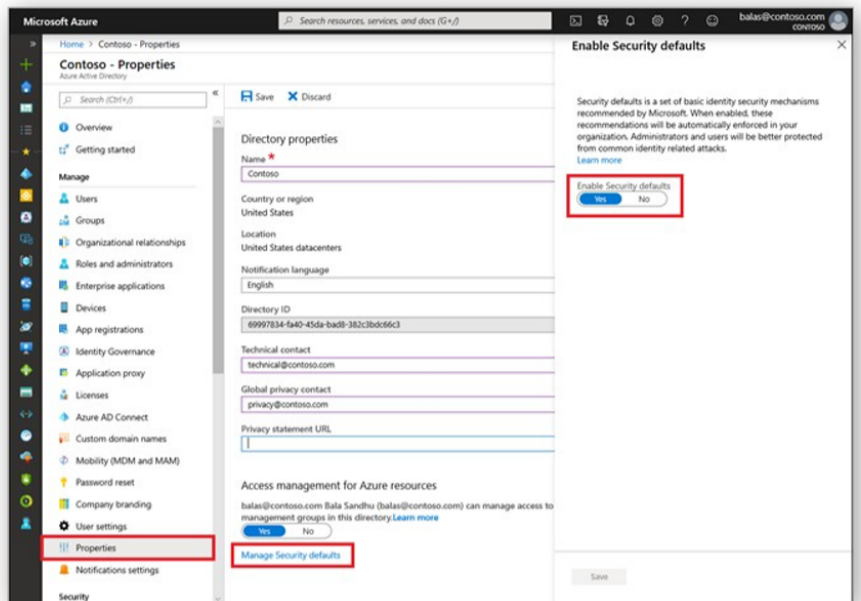 Microsoft Azure
Search resources, services, and docs (G+/)
balas@contoso.com
CONTOSO
Home > Contoso - Properties
Contoso - Properties
Azure Active Directory
Search (Ctrl+/)
Overview
Getting started
Manage
Users
Groups
Organizational relationships
Roles and administrators
Enterprise applications
Devices
App registrations
Identity Governance
Application proxy
Licenses
Azure AD Connect
Custom domain names
Mobility (MDM and MAM)
Password reset
Company branding
User settings
Properties
Notifications settings
Security
Save Discard
Directory properties
Name *
Contoso
Country or region
United States
Location
United States datacenters
Notification language
English
Directory ID
69997834-fa40-45da-bad8-382c3bdc66c3
Technical contact
technical@contoso.com
Global privacy contact
privacy@contoso.com
Privacy statement URL
Access management for Azure resources
balas@contoso.com Bala Sandhu (balas@contoso.com) can manage access to
management groups in this directory.Learn more
Yes No
Manage Security defaults
Enable Security defaults
Security defaults is a set of basic identity security mechanisms
recommended by Microsoft. When enabled, these
recommendations will be automatically enforced in your
organization. Administrators and users will be better protected
from common identity related attacks.
Learn more
Enable Security defaults
Yes No
Save